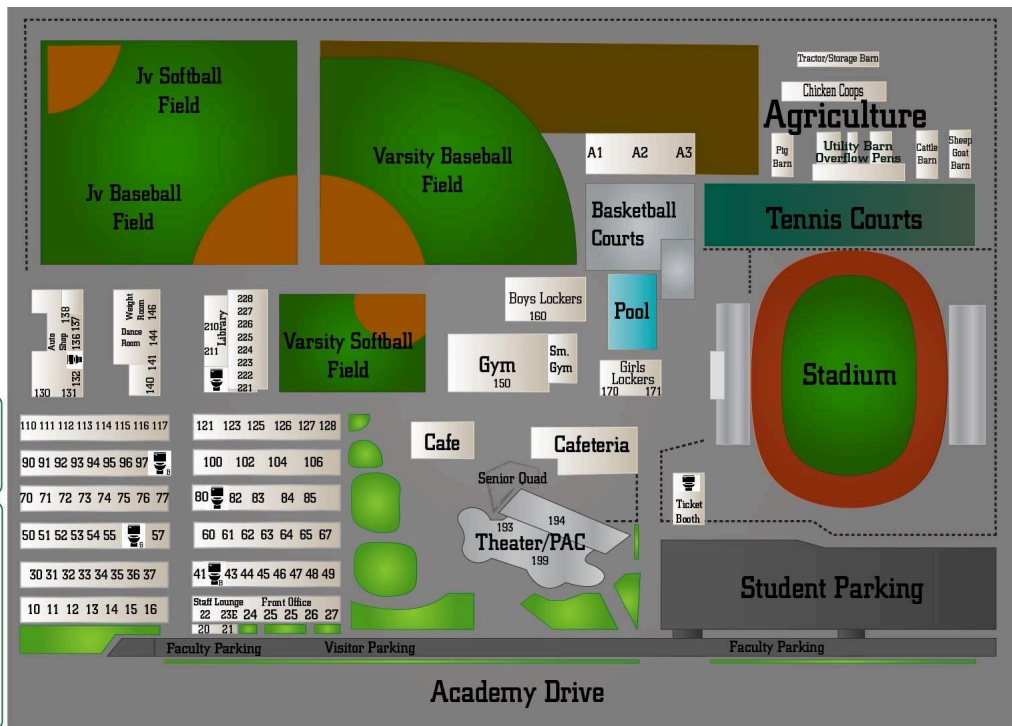 Tractor/Storage Barn
Chicken Coops
Agriculture
Jv Softball
Field
Varsity Baseball
Field
Jv Baseball
Field
A1 A2 A3
Pig
Barn
Utility Barn
Overflow Pens
Cattle
Barn
Sheep
Goat
Barn
Basketball
Courts
Tennis Courts
Auto
Shop
138
136 137
132
130 131
Weight
Room
146
Dance
Room
144
141
140
Library
210
211
228
227
226
225
224
223
222
221
Varsity Softball
Field
Boys Lockers
160
Pool
Gym
150
Sm.
Gym
Girls
Lockers
170 171
Stadium
110 111 112 113 114 115 116 117
121 123 125 126 127 128
Cafe
Cafeteria
90 91 92 93 94 95 96 97
B
100 102 104 106
Senior Quad
70 71 72 73 74 75 76 77
80 82 83 84 85
Ticket
Booth
193 194
Theater/PAC
199
50 51 52 53 54 55 57
G
60 61 62 63 64 65 67
30 31 32 33 34 35 36 37
41 43 44 45 46 47 48 49
B
Student Parking
10 11 12 13 14 15 16
Staff Lounge Front Office
22 23E 24 25 25 26 27
20 21
Faculty Parking Visitor Parking Faculty Parking
Academy Drive